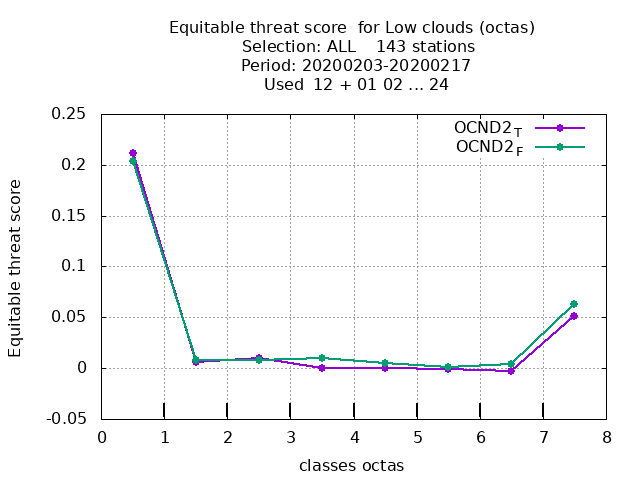 Equitable threat score  for Low clouds (octas)
Selection: ALL    143 stations
Period: 20200203-20200217
Used  12 + 01 02 ... 24
OCND2_T
OCND2_F
0.25
0.2
0.15
0.1
0.05
0
-0.05
Equitable threat score
0 1 2 3 4 5 6 7 8
classes octas